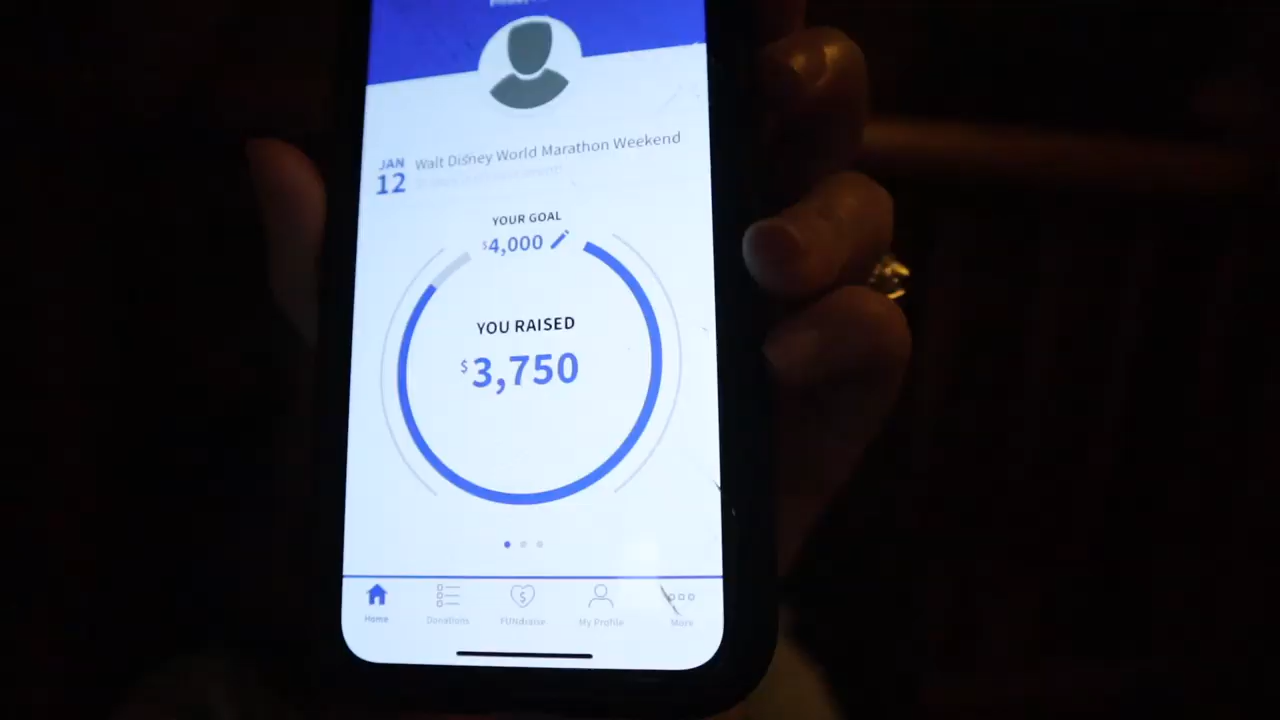 JAN
12
Walt Disney World Marathon Weekend
YOUR GOAL
$4,000
YOU RAISED
$3,750
Home
Donations
FUNdraise
My Profile
More